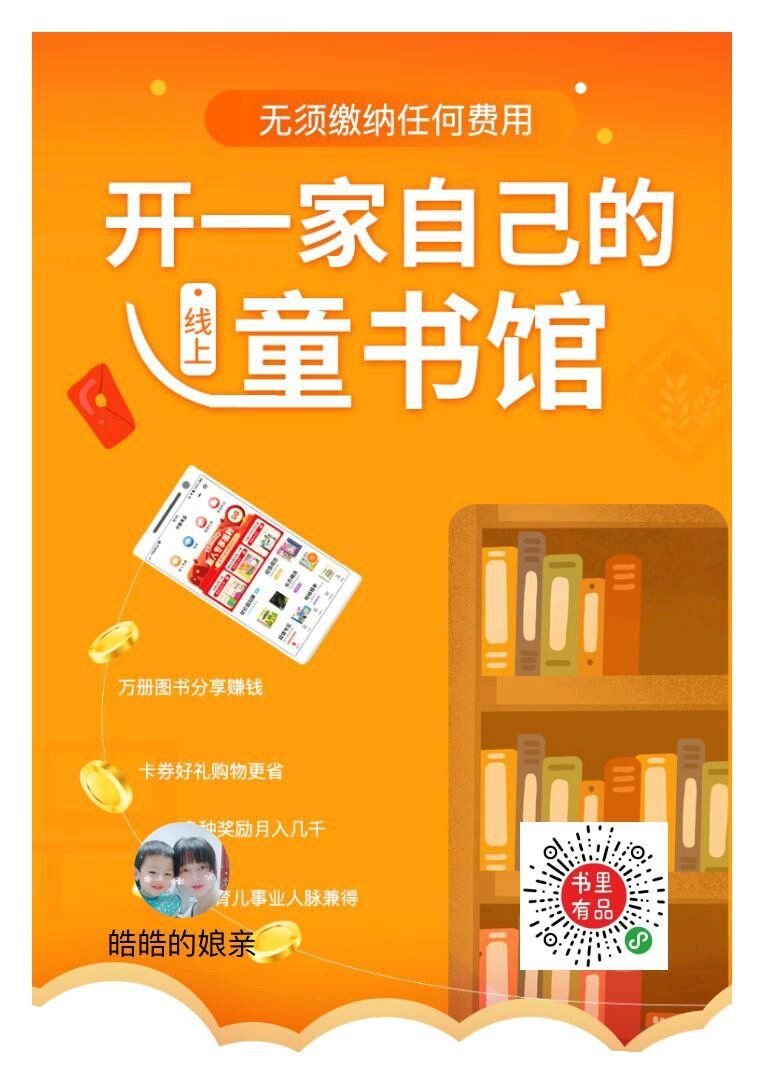 无须缴纳任何费用
开一家自己的
线上
童书馆
万册图书分享赚钱
卡券好礼购物更省
种奖励月入几千
育儿事业人脉兼得
皓皓的娘亲
书里
有品